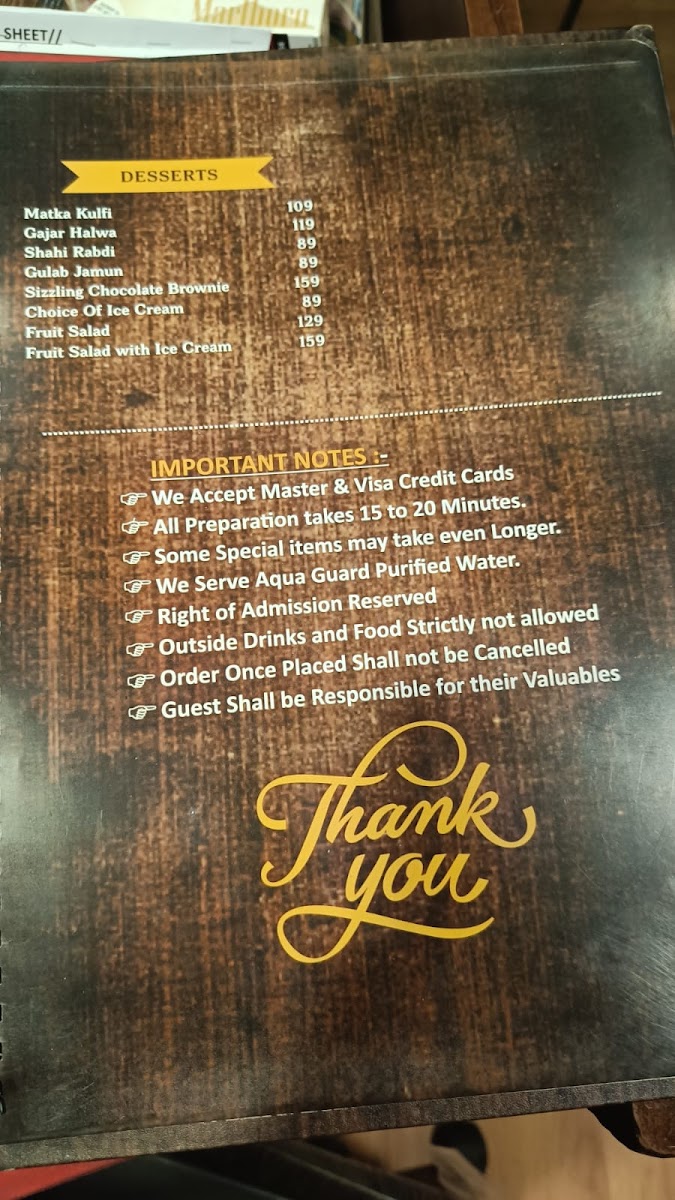 Marlboro
SHEET//
DESSERTS
Matka Kulfi 109
Gajar Halwa 119
Shahi Rabdi 89
Gulab Jamun 89
Sizzling Chocolate Brownie 159
Choice Of Ice Cream 89
Fruit Salad 129
Fruit Salad with Ice Cream 159
IMPORTANT NOTES :-
We Accept Master & Visa Credit Cards
All Preparation takes 15 to 20 Minutes.
Some Special items may take even Longer.
We Serve Aqua Guard Purified Water.
Right of Admission Reserved
Outside Drinks and Food Strictly not allowed
Order Once Placed Shall not be Cancelled
Guest Shall be Responsible for their Valuables
Thank
you